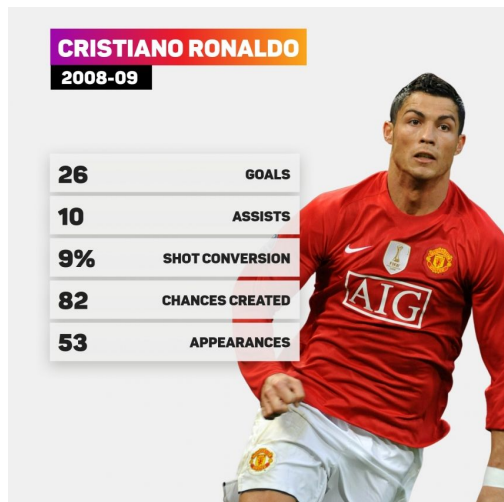 CRISTIANO RONALDO
2008-09
26 GOALS
10 ASSISTS
9% SHOT CONVERSION
82 CHANCES CREATED
53 APPEARANCES
AIG